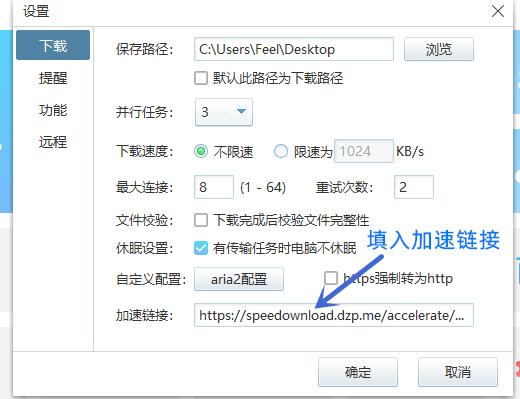 设置
下载
提醒
功能
远程
保存路径： C:\Users\Feel\Desktop 浏览
默认此路径为下载路径
并行任务： 3
下载速度： 不限速 限速为 1024 KB/s
最大连接： 8 (1 - 64) 重试次数： 2
文件校验： 下载完成后校验文件完整性
填入加速链接
休眠设置： 有传输任务时电脑不休眠
自定义配置： aria2配置 https强制转为http
加速链接： https://speedownload.dzp.me/accelerate/...
确定 取消